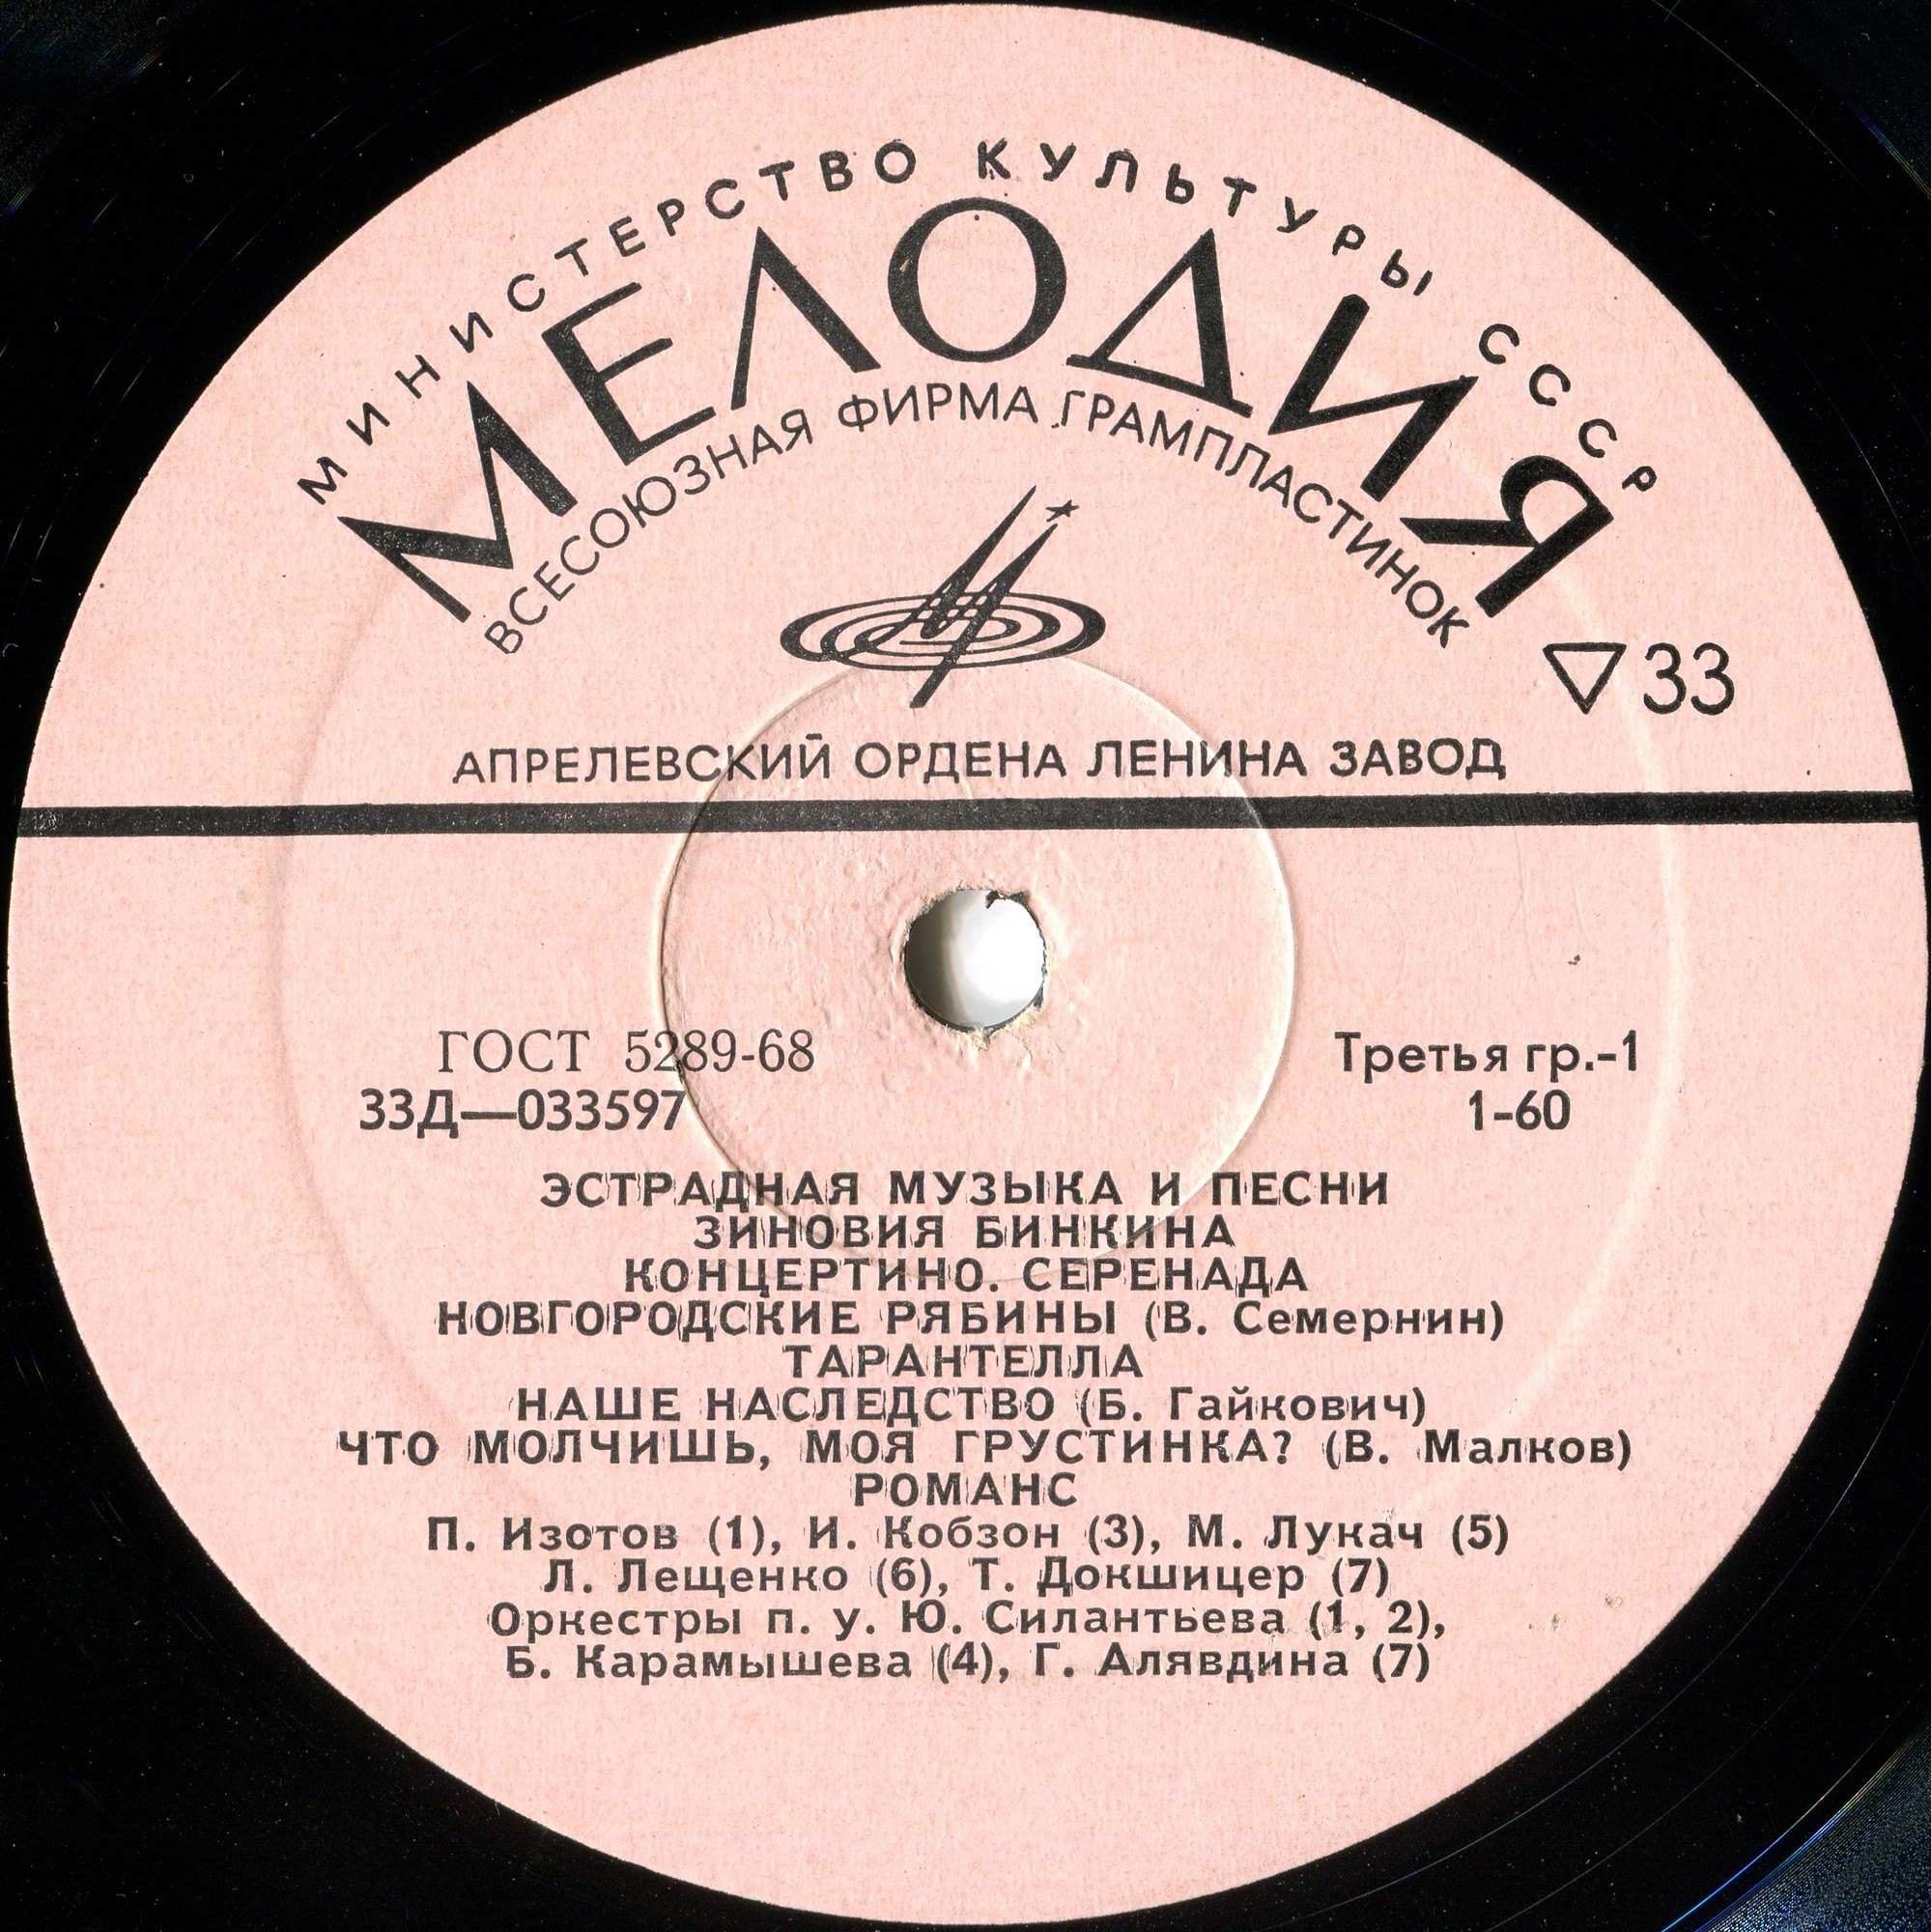 МИНИСТЕРСТВО КУЛЬТУРЫ СССР
МЕЛОДИЯ
ВСЕСОЮЗНАЯ ФИРМА ГРАМПЛАСТИНОК
▽33
АПРЕЛЕВСКИЙ ОРДЕНА ЛЕНИНА ЗАВОД
ГОСТ 5289-68 Третья гр.-1
33Д—033597 1-60
ЭСТРАДНАЯ МУЗЫКА И ПЕСНИ
ЗИНОВИЯ БИНКИНА
КОНЦЕРТИНО. СЕРЕНАДА
НОВГОРОДСКИЕ РЯБИНЫ (В. Семернин)
ТАРАНТЕЛЛА
НАШЕ НАСЛЕДСТВО (Б. Гайкович)
ЧТО МОЛЧИШЬ, МОЯ ГРУСТИНКА? (В. Малков)
РОМАНС
П. Изотов (1), И. Кобзон (3), М. Лукач (5)
Л. Лещенко (6), Т. Докшицер (7)
Оркестры п. у. Ю. Силантьева (1, 2),
Б. Карамышева (4), Г. Алявдина (7)